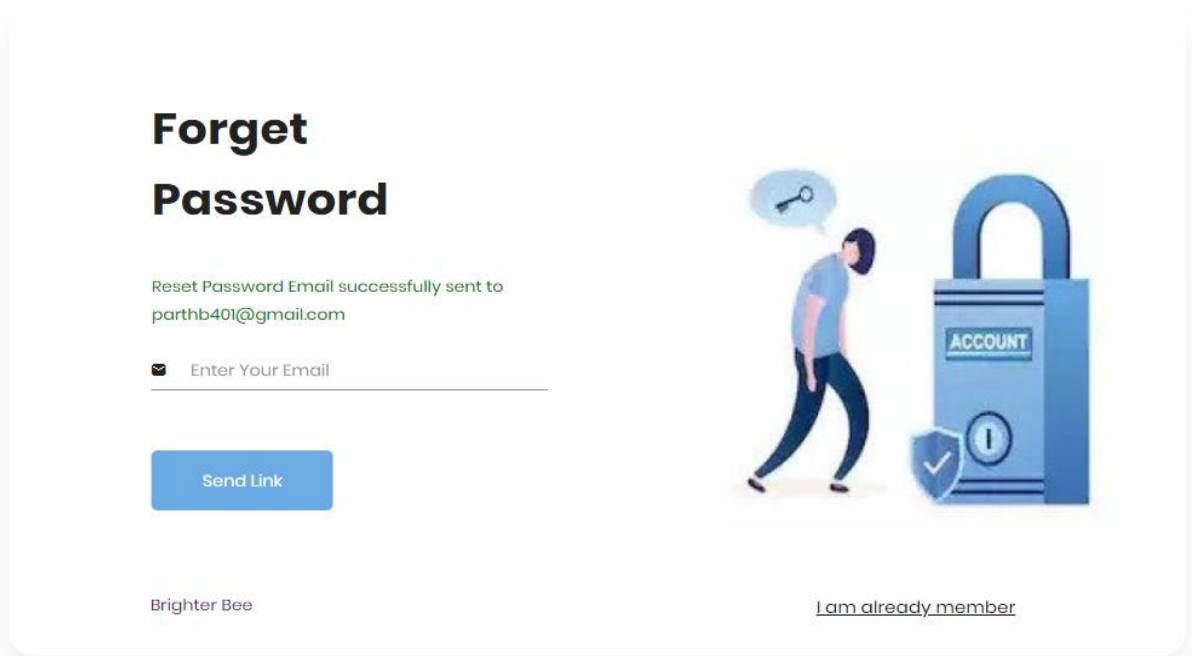 Forget
Password
Reset Password Email successfully sent to
parthb401@gmail.com
Enter Your Email
Send Link
Brighter Bee
ACCOUNT
I am already member